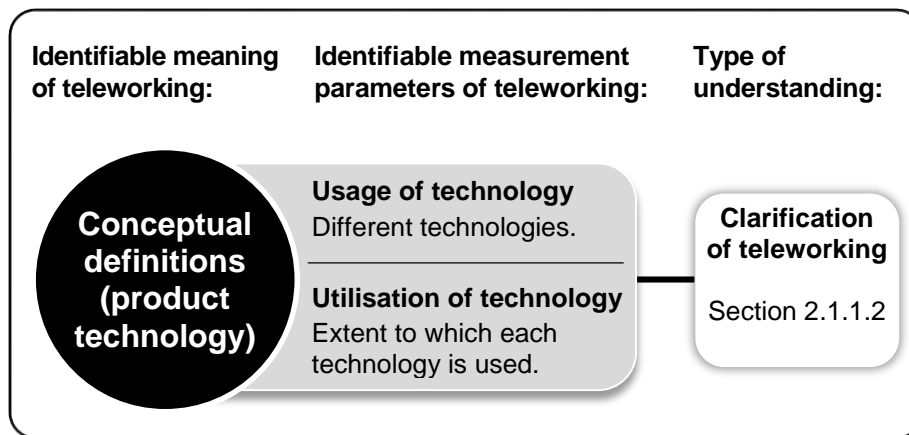 Identifiable meaning
of teleworking:
Identifiable measurement
parameters of teleworking:
Type of
understanding:
Conceptual
definitions
(product
technology)
Usage of technology
Different technologies.
Utilisation of technology
Extent to which each
technology is used.
Clarification
of teleworking
Section 2.1.1.2